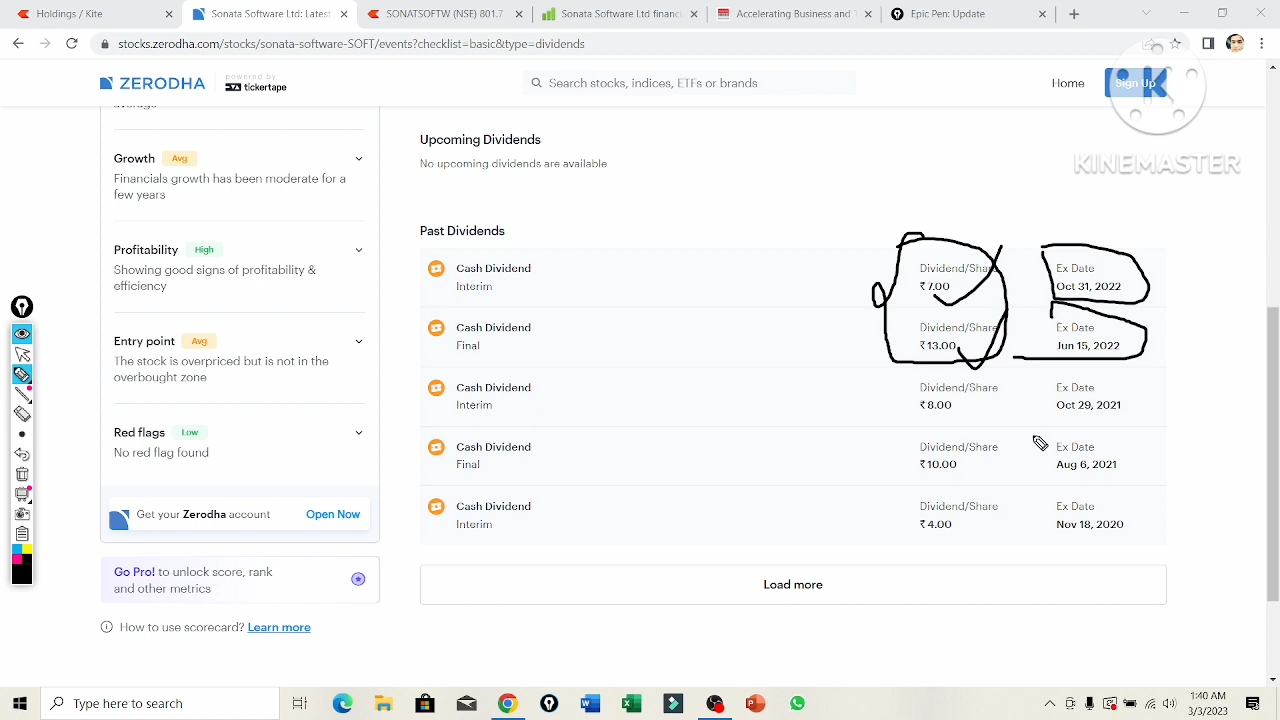 Holdings / Kite
Zerodha: Latest
SONATSOFTW (NSE) 801.7
Sonata Software Ltd financi
Accelerating Business and T
Epic Pen: Update
stocks.zerodha.com/stocks/sonata-software-SOFT/events?checklist=basic&type=dividends
ZERODHA
powered by
tickertape
Search stocks, indices, ETFs or brands
Home
Sign Up
K
KINEMASTER
average
Growth Avg
Financials growth has been moderate for a
few years
Profitability High
Showing good signs of profitability &
efficiency
Entry point Avg
The stock is overpriced but is not in the
overbought zone
Red flags Low
No red flag found
Get your Zerodha account Open Now
Go Pro! to unlock score, rank
and other metrics
How to use scorecard? Learn more
Upcoming Dividends
No upcoming dividends are available
Past Dividends
Cash Dividend Dividend/Share Ex Date
Interim ₹7.00 Oct 31, 2022
Cash Dividend Dividend/Share Ex Date
Final ₹13.00 Jun 15, 2022
Cash Dividend Dividend/Share Ex Date
Interim ₹8.00 Oct 29, 2021
Cash Dividend Dividend/Share Ex Date
Final ₹10.00 Aug 6, 2021
Cash Dividend Dividend/Share Ex Date
Interim ₹4.00 Nov 18, 2020
Load more
Type here to search
1:40 AM
3/3/2023